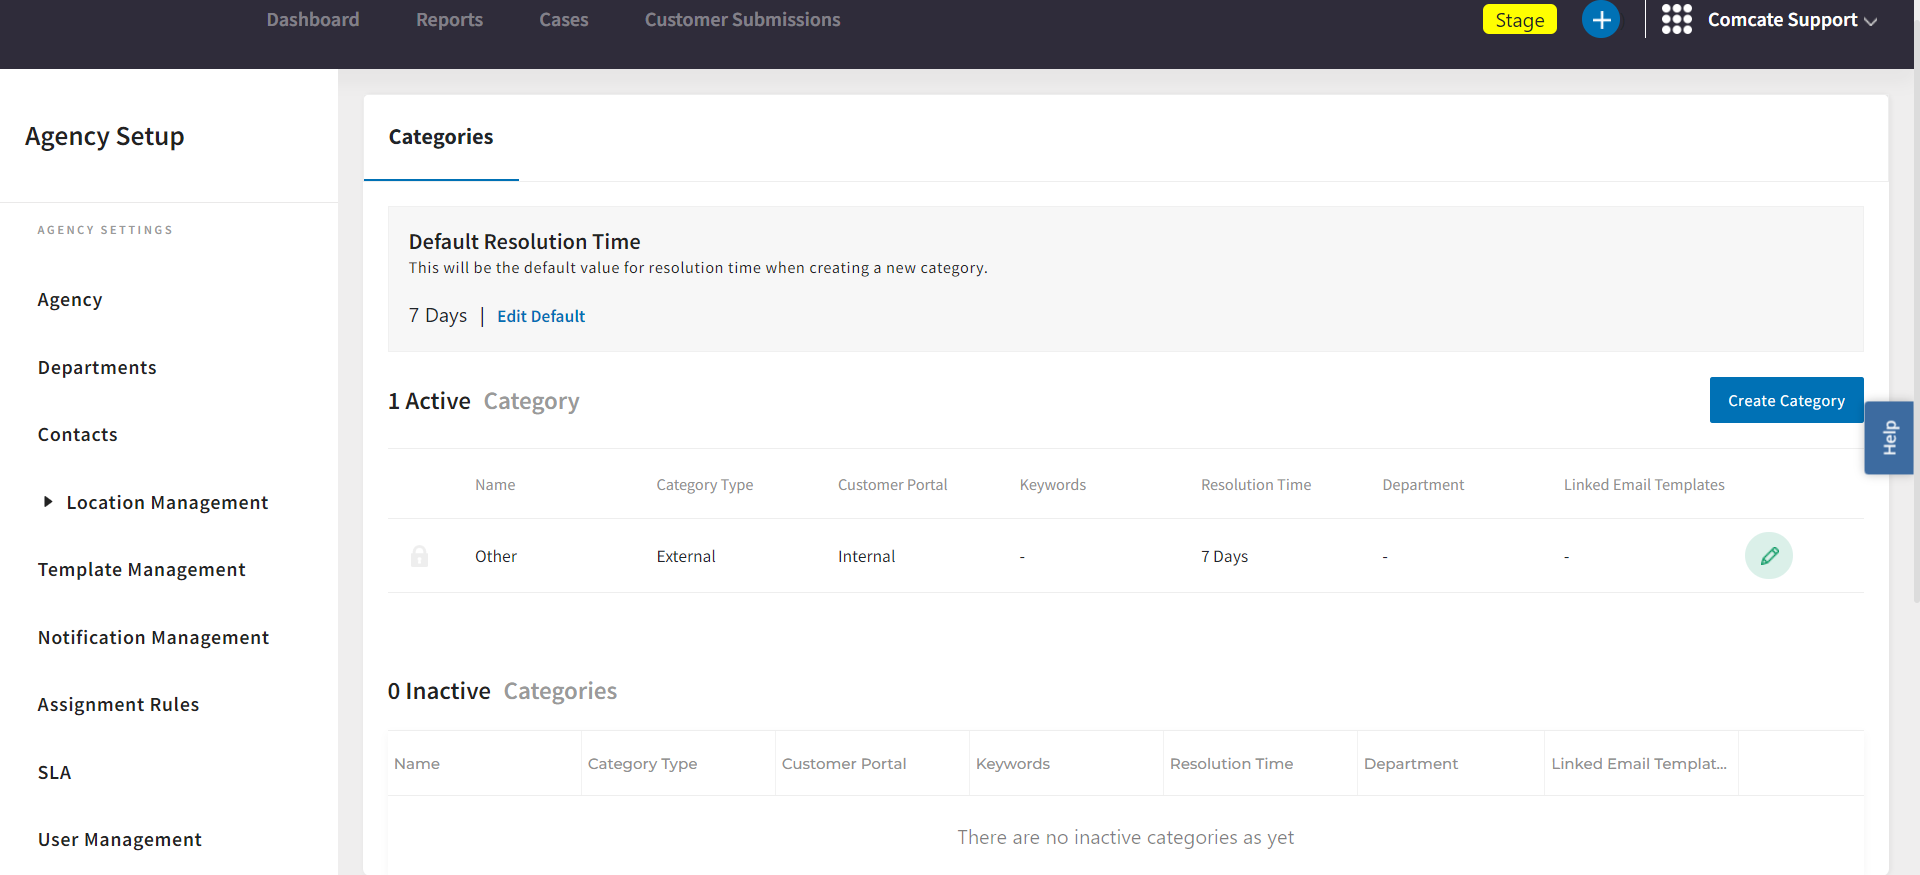 Dashboard Reports Cases Customer Submissions Stage Comcate Support
Agency Setup
AGENCY SETTINGS
Agency
Departments
Contacts
Location Management
Template Management
Notification Management
Assignment Rules
SLA
User Management
Categories
Default Resolution Time
This will be the default value for resolution time when creating a new category.
7 Days | Edit Default
1 Active Category Create Category
Help
Name Category Type Customer Portal Keywords Resolution Time Department Linked Email Templates
Other External Internal - 7 Days - -
0 Inactive Categories
Name Category Type Customer Portal Keywords Resolution Time Department Linked Email Templat...
There are no inactive categories as yet